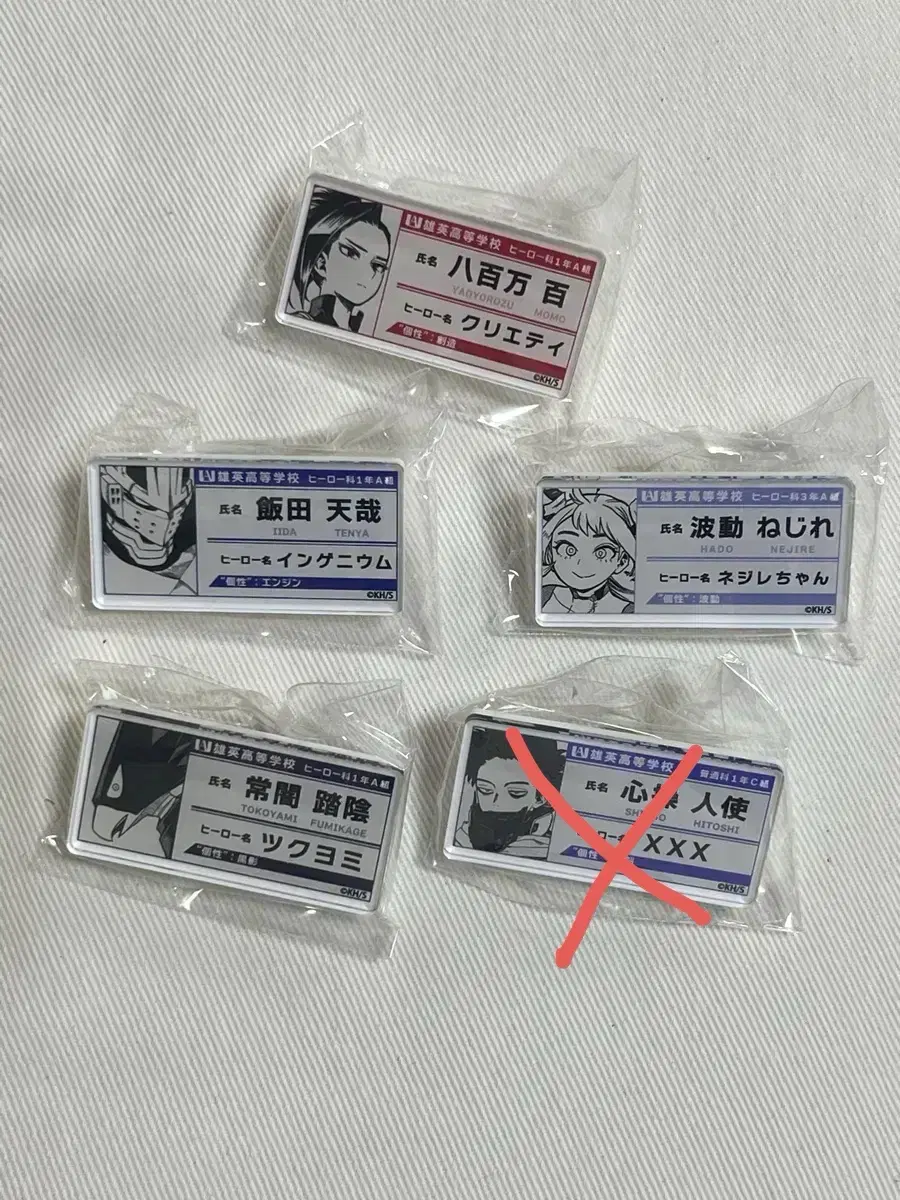 雄英高等学校 ヒーロー科1年A組
氏名 八百万 百
YAOYOROZU MOMO
ヒーロー名 クリエティ
"個性":創造
©KH/S
雄英高等学校 ヒーロー科1年A組
氏名 飯田 天哉
IIDA TENYA
ヒーロー名 インゲニウム
"個性":エンジン
©KH/S
雄英高等学校 ヒーロー科3年A組
氏名 波動 ねじれ
HADO NEJIRE
ヒーロー名 ネジレちゃん
"個性":波動
©KH/S
雄英高等学校 ヒーロー科1年A組
氏名 常闇 踏陰
TOKOYAMI FUMIKAGE
ヒーロー名 ツクヨミ
"個性":黒影
©KH/S
雄英高等学校 普通科1年C組
氏名 心操 人使
HITOSHI
ヒーロー名 XXX
"個性"
©KH/S